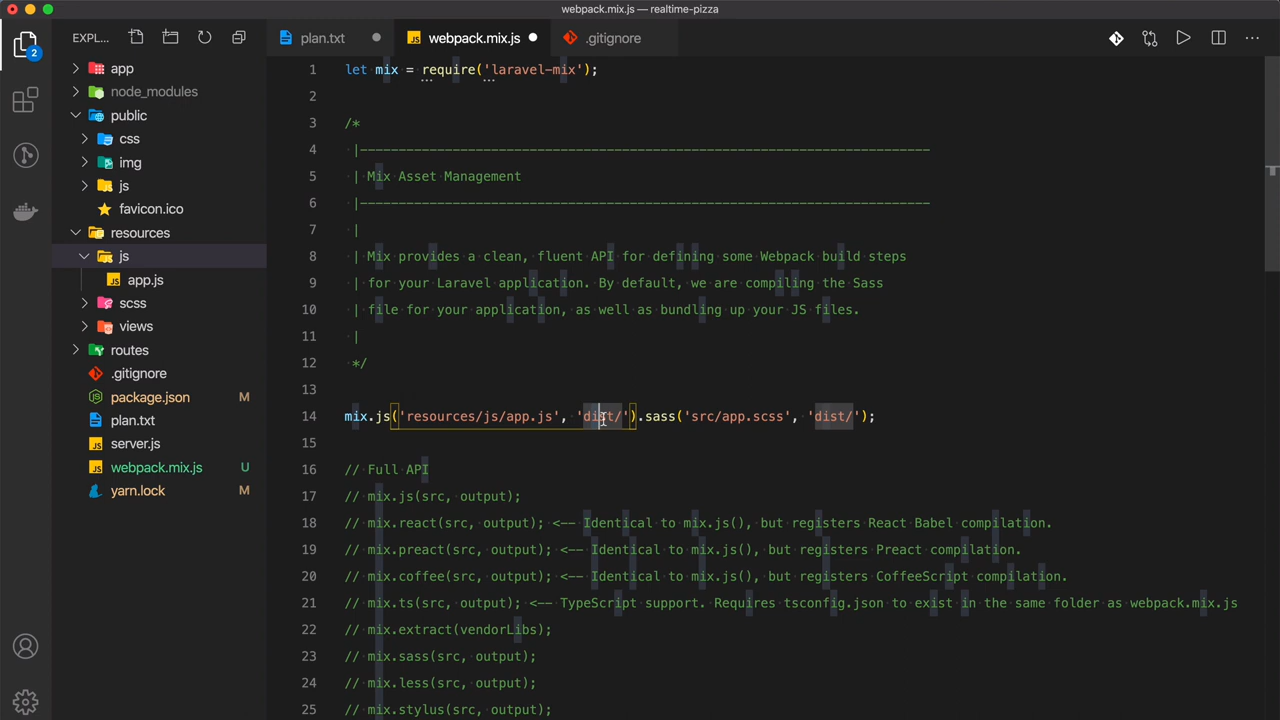 webpack.mix.js — realtime-pizza
EXPL...
plan.txt
webpack.mix.js
.gitignore
2
app
node_modules
public
css
img
js
favicon.ico
resources
js
app.js
scss
views
routes
.gitignore
package.json M
plan.txt
server.js
webpack.mix.js U
yarn.lock M
1 let mix = require('laravel-mix');
2
3 /*
4 |--------------------------------------------------------------------------
5 | Mix Asset Management
6 |--------------------------------------------------------------------------
7 |
8 | Mix provides a clean, fluent API for defining some Webpack build steps
9 | for your Laravel application. By default, we are compiling the Sass
10 | file for your application, as well as bundling up your JS files.
11 |
12 */
13
14 mix.js('resources/js/app.js', 'dist/').sass('src/app.scss', 'dist/');
15
16 // Full API
17 // mix.js(src, output);
18 // mix.react(src, output); <-- Identical to mix.js(), but registers React Babel compilation.
19 // mix.preact(src, output); <-- Identical to mix.js(), but registers Preact compilation.
20 // mix.coffee(src, output); <-- Identical to mix.js(), but registers CoffeeScript compilation.
21 // mix.ts(src, output); <-- TypeScript support. Requires tsconfig.json to exist in the same folder as webpack.mix.js
22 // mix.extract(vendorLibs);
23 // mix.sass(src, output);
24 // mix.less(src, output);
25 // mix.stylus(src, output);